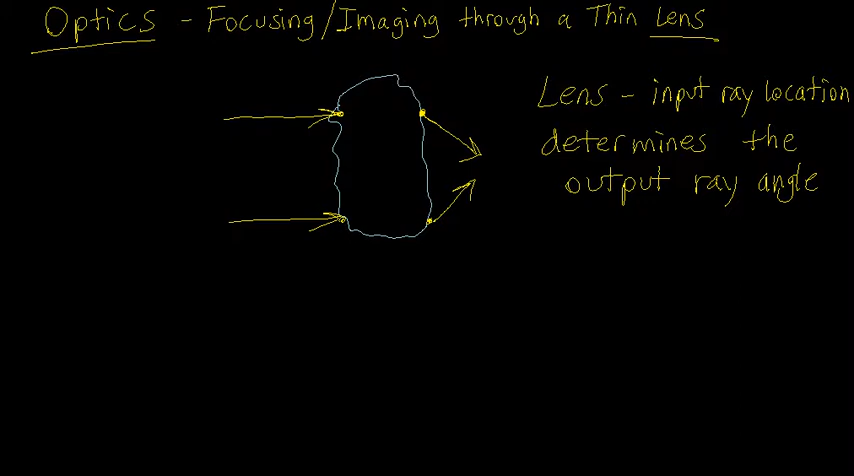 Optics - Focusing/Imaging through a Thin Lens
Lens - input ray location
determines the
output ray angle